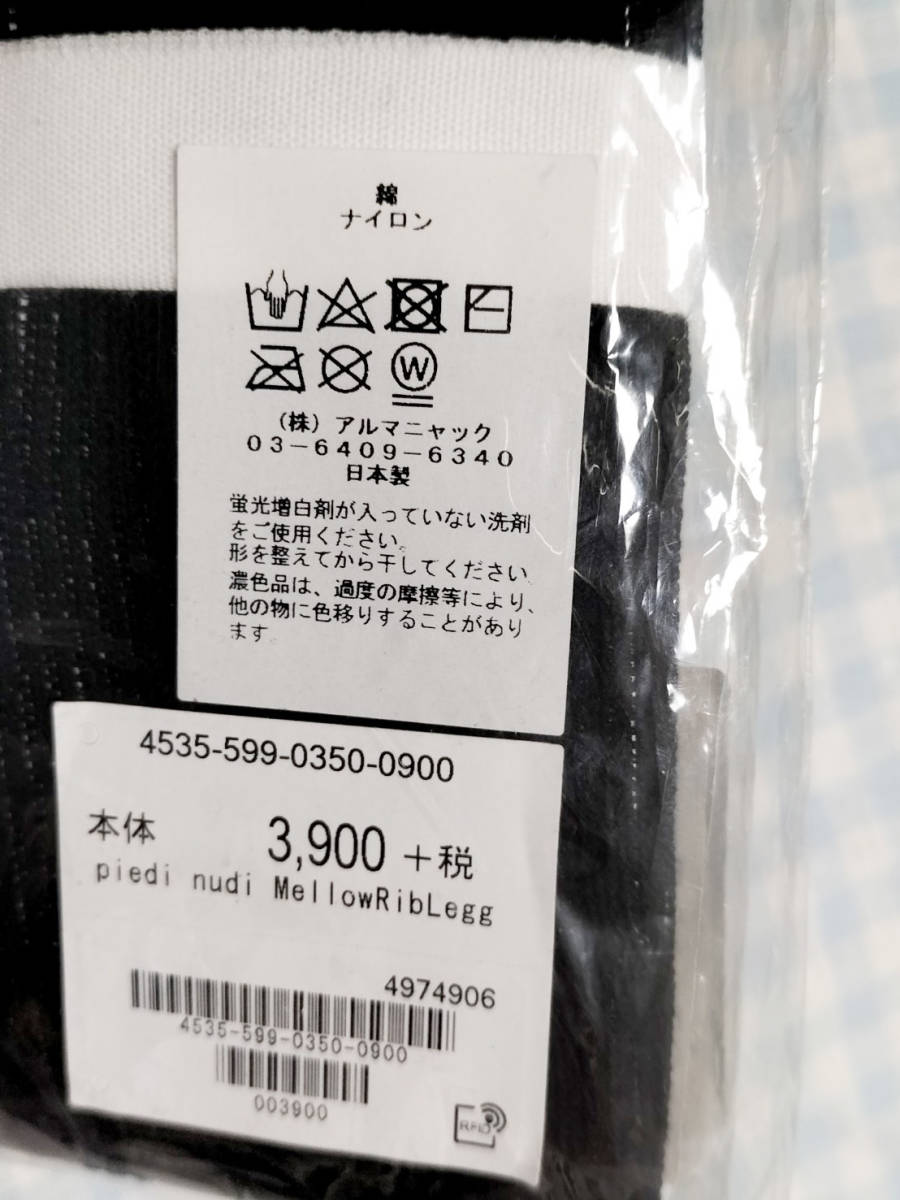 綿
ナイロン
W
(株)アルマニャック
03-6409-6340
日本製
蛍光増白剤が入っていない洗剤
をご使用ください。
形を整えてから干してください。
濃色品は、過度の摩擦等により、
他の物に色移りすることがあり
ます。
4535-599-0350-0900
本体 3,900 +税
piedi nudi MellowRibLegg
4974906
4535-599-0350-0900
003900
RFID